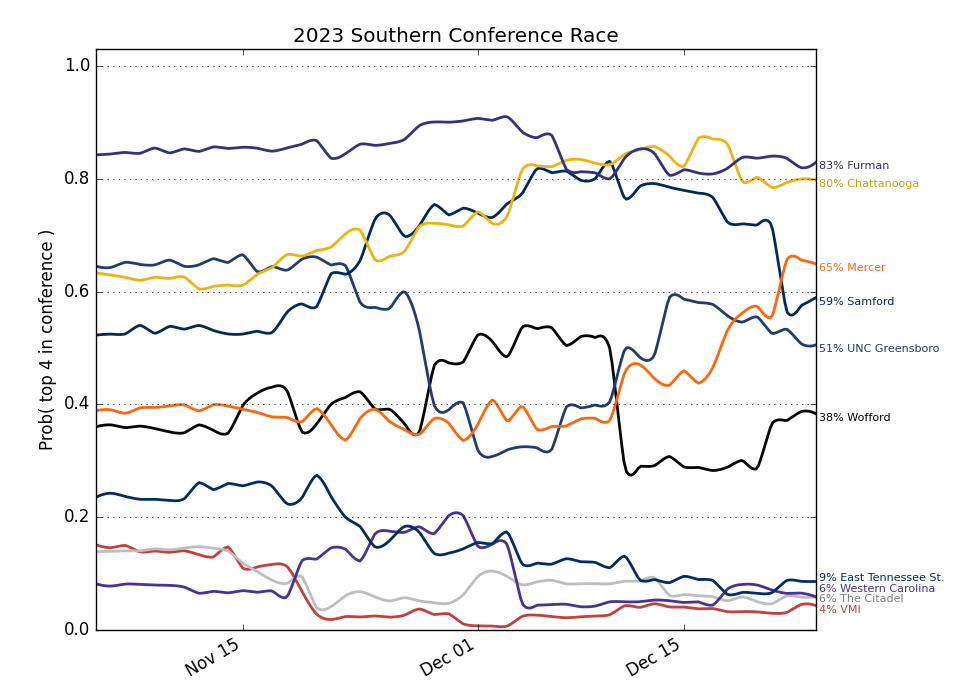 2023 Southern Conference Race
Prob( top 4 in conference )
1.0
0.8
0.6
0.4
0.2
0.0
Nov 15
Dec 01
Dec 15
83% Furman
80% Chattanooga
65% Mercer
59% Samford
51% UNC Greensboro
38% Wofford
9% East Tennessee St.
6% Western Carolina
6% The Citadel
4% VMI